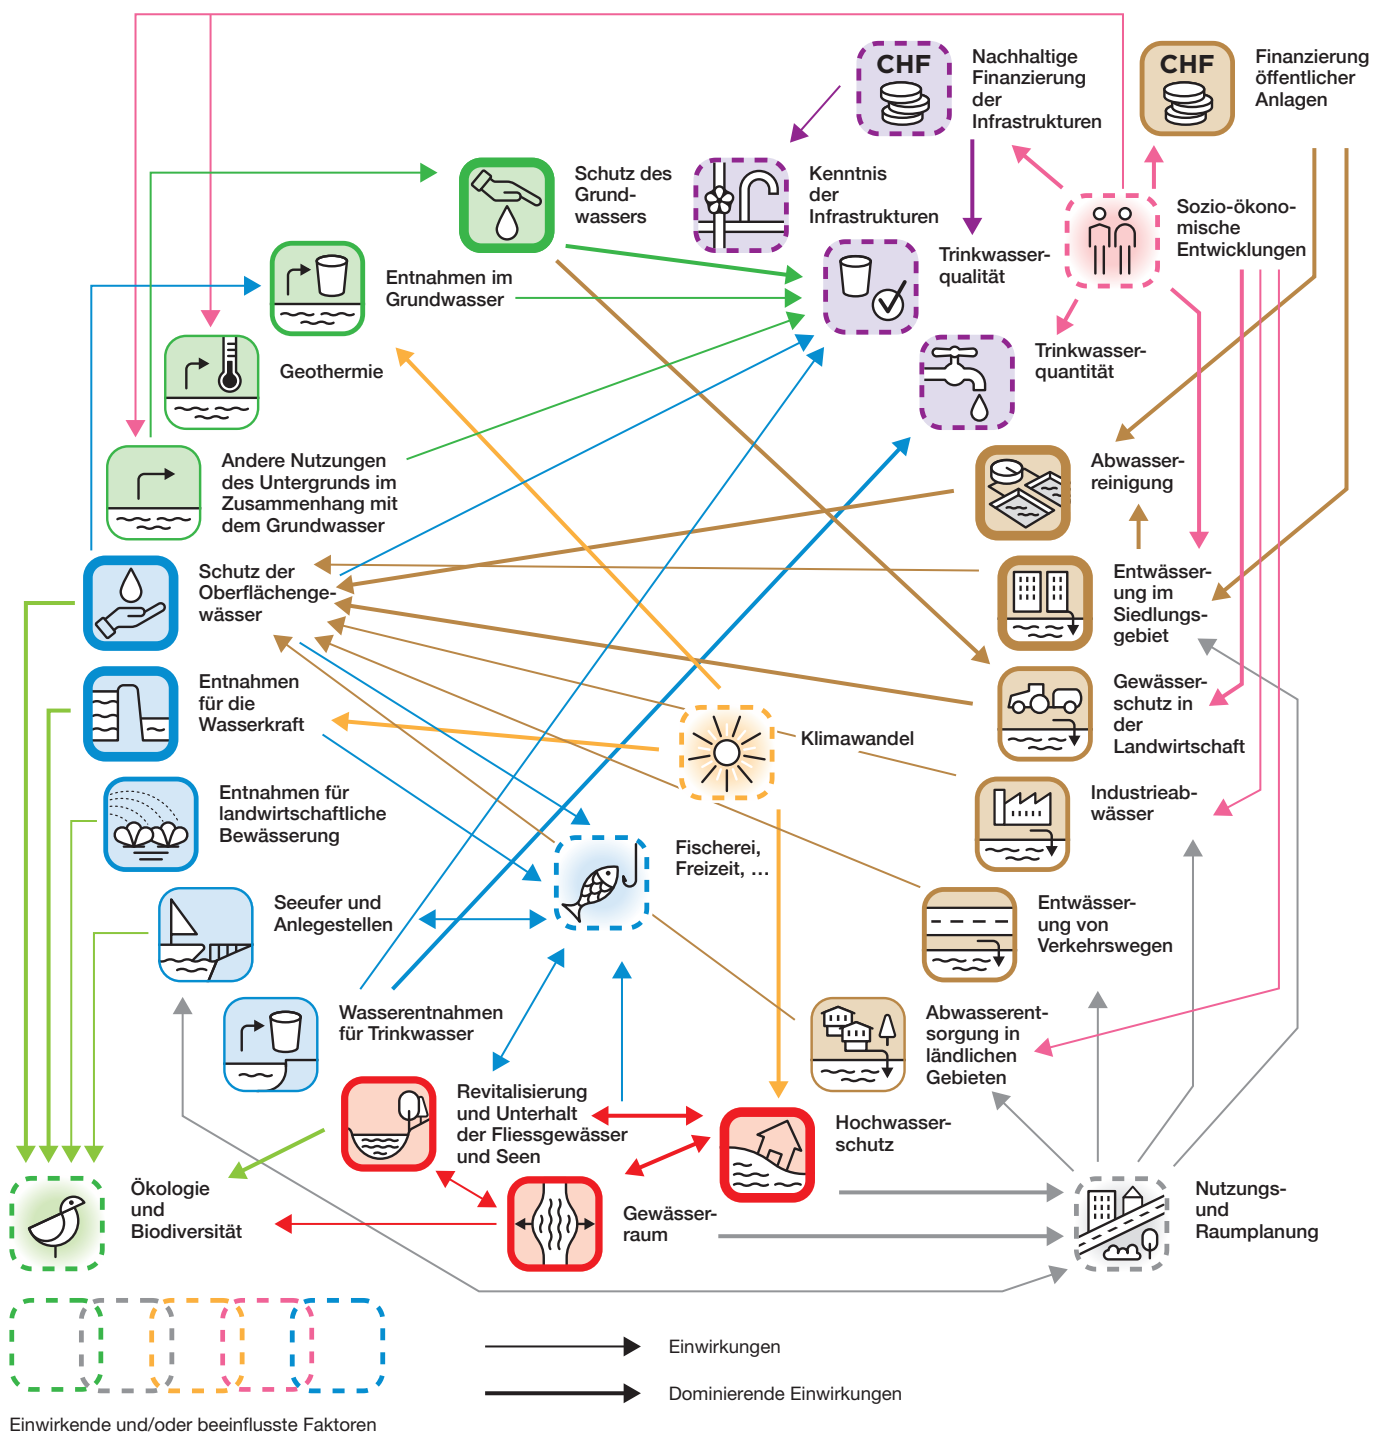 CHF
Nachhaltige
Finanzierung
der
Infrastrukturen
CHF
Finanzierung
öffentlicher
Anlagen
Schutz des
Grund-
wassers
Kenntnis
der
Infrastrukturen
Sozio-ökono-
mische
Entwicklungen
Entnahmen im
Grundwasser
Trinkwasser-
qualität
Geothermie
Trinkwasser-
quantität
Andere Nutzungen
des Untergrunds im
Zusammenhang mit
dem Grundwasser
Abwasser-
reinigung
Schutz der
Oberflächenge-
wässer
Entwässer-
ung im
Siedlungs-
gebiet
Entnahmen
für die
Wasserkraft
Klimawandel
Gewässer-
schutz in
der
Landwirtschaft
Entnahmen für
landwirtschaftliche
Bewässerung
Industrieab-
wässer
Fischerei,
Freizeit, ...
Seeufer und
Anlegestellen
Entwässer-
ung von
Verkehrswegen
Wasserentnahmen
für Trinkwasser
Abwasserent-
sorgung in
ländlichen
Gebieten
Revitalisierung
und Unterhalt
der Fliessgewässer
und Seen
Hochwasser-
schutz
Ökologie
und
Biodiversität
Gewässer-
raum
Nutzungs-
und
Raumplanung
Einwirkungen
Dominierende Einwirkungen
Einwirkende und/oder beeinflusste Faktoren